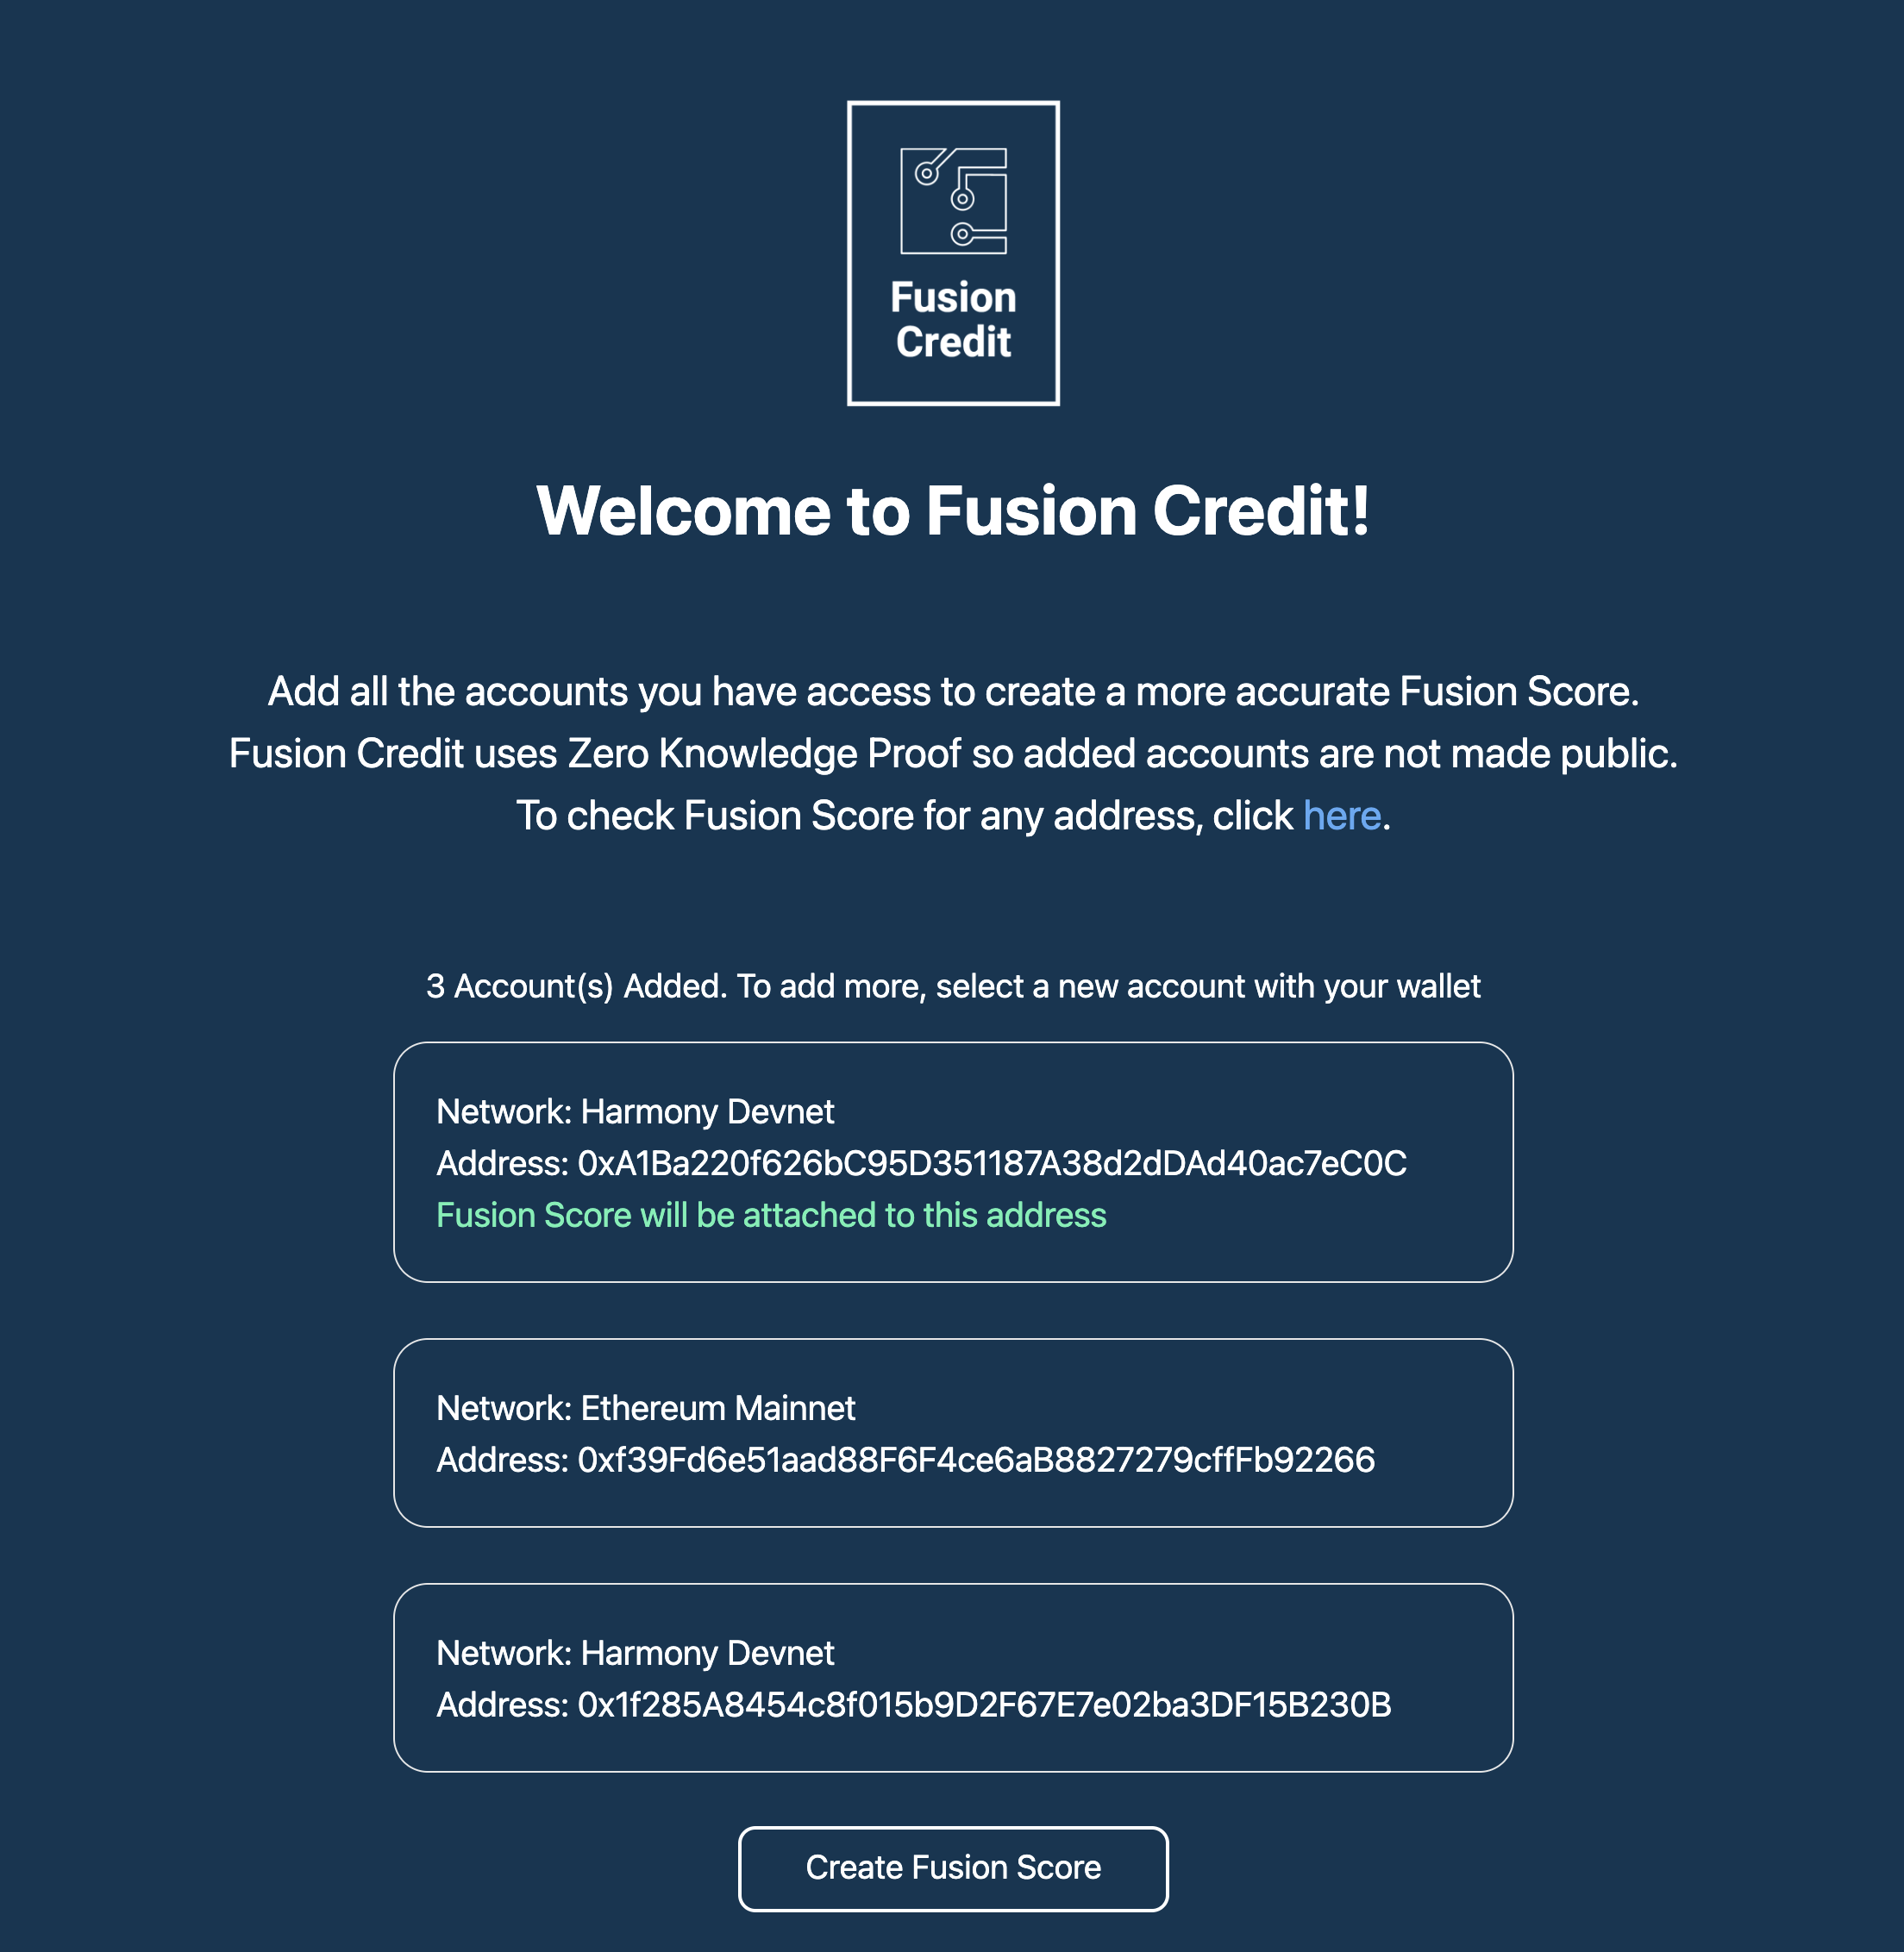 Fusion
Credit
Welcome to Fusion Credit!
Add all the accounts you have access to create a more accurate Fusion Score.
Fusion Credit uses Zero Knowledge Proof so added accounts are not made public.
To check Fusion Score for any address, click here.
3 Account(s) Added. To add more, select a new account with your wallet
Network: Harmony Devnet
Address: 0xA1Ba220f626bC95D351187A38d2dDAd40ac7eC0C
Fusion Score will be attached to this address
Network: Ethereum Mainnet
Address: 0xf39Fd6e51aad88F6F4ce6aB8827279cffFb92266
Network: Harmony Devnet
Address: 0x1f285A8454c8f015b9D2F67E7e02ba3DF15B230B
Create Fusion Score